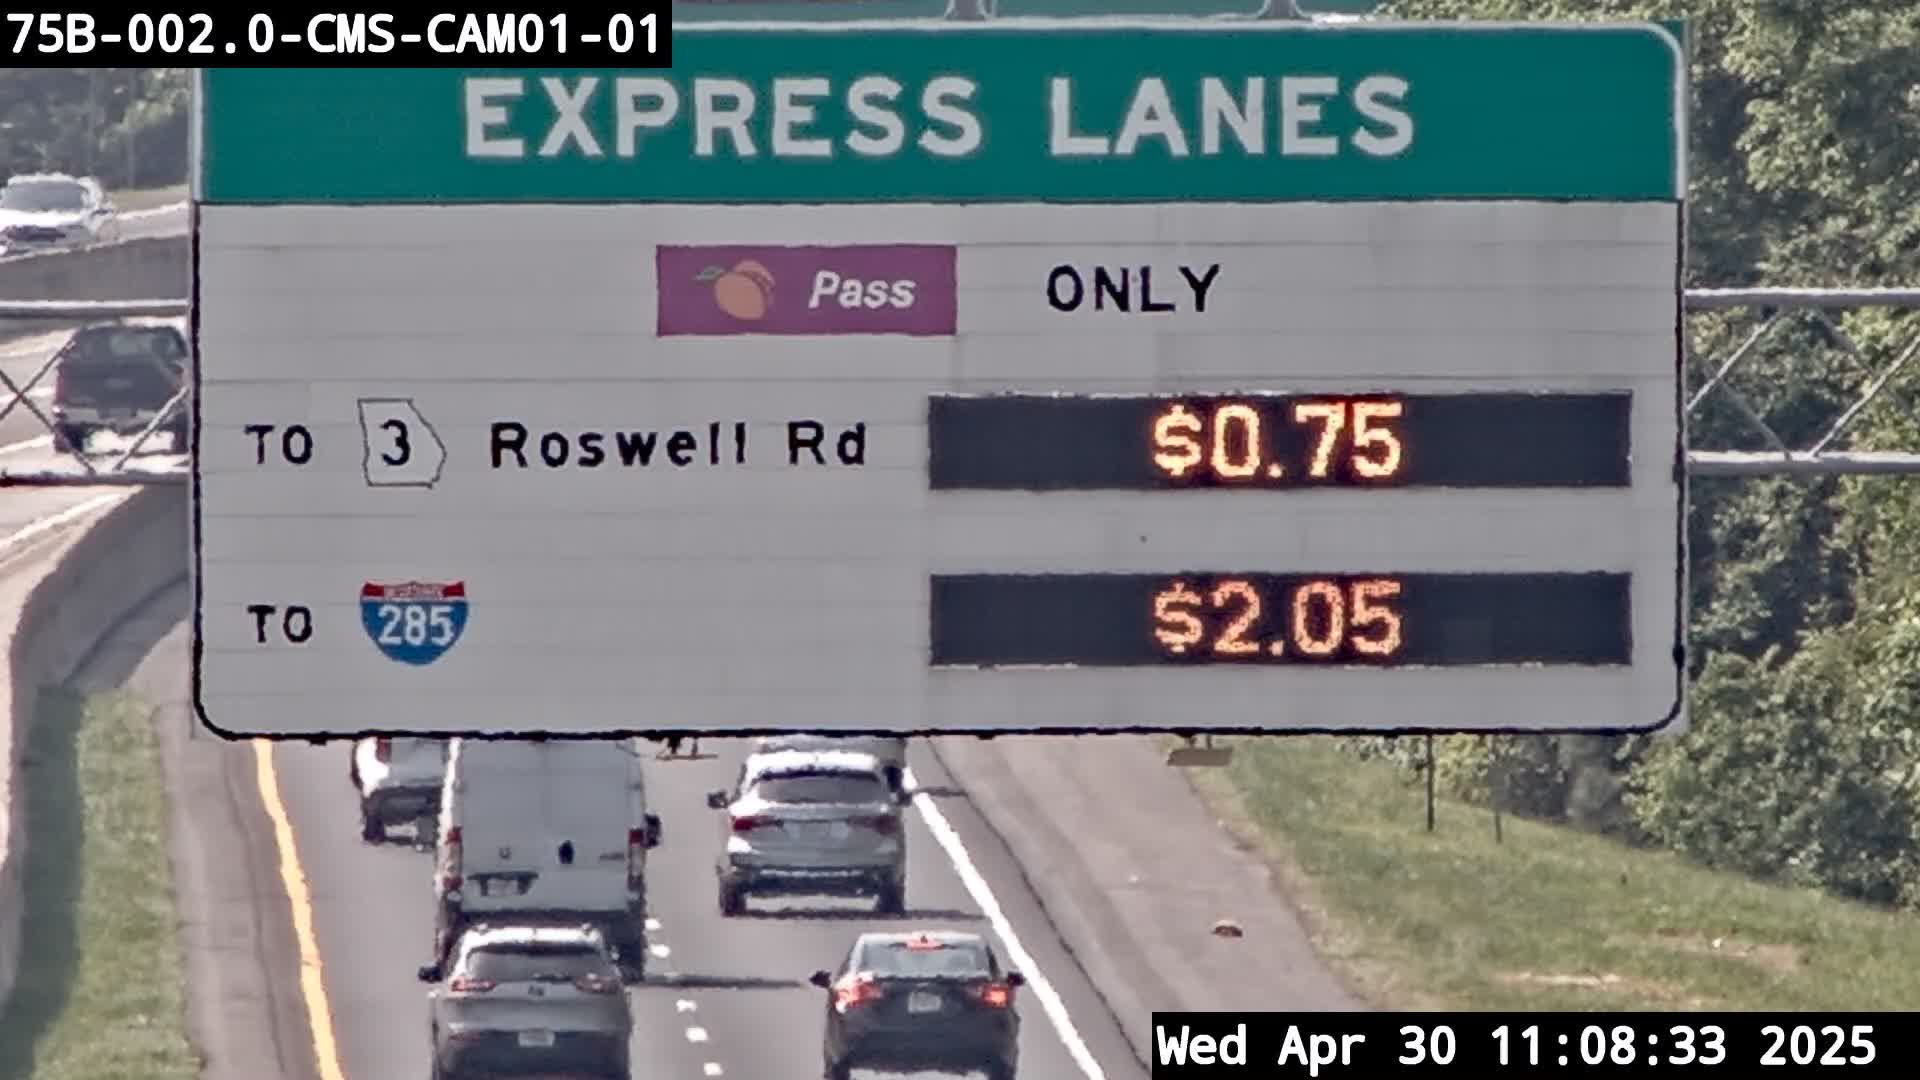 75B-002.0-CMS-CAM01-01
EXPRESS LANES
Pass ONLY
TO 3 Roswell Rd $0.75
TO 285 $2.05
Wed Apr 30 11:08:33 2025